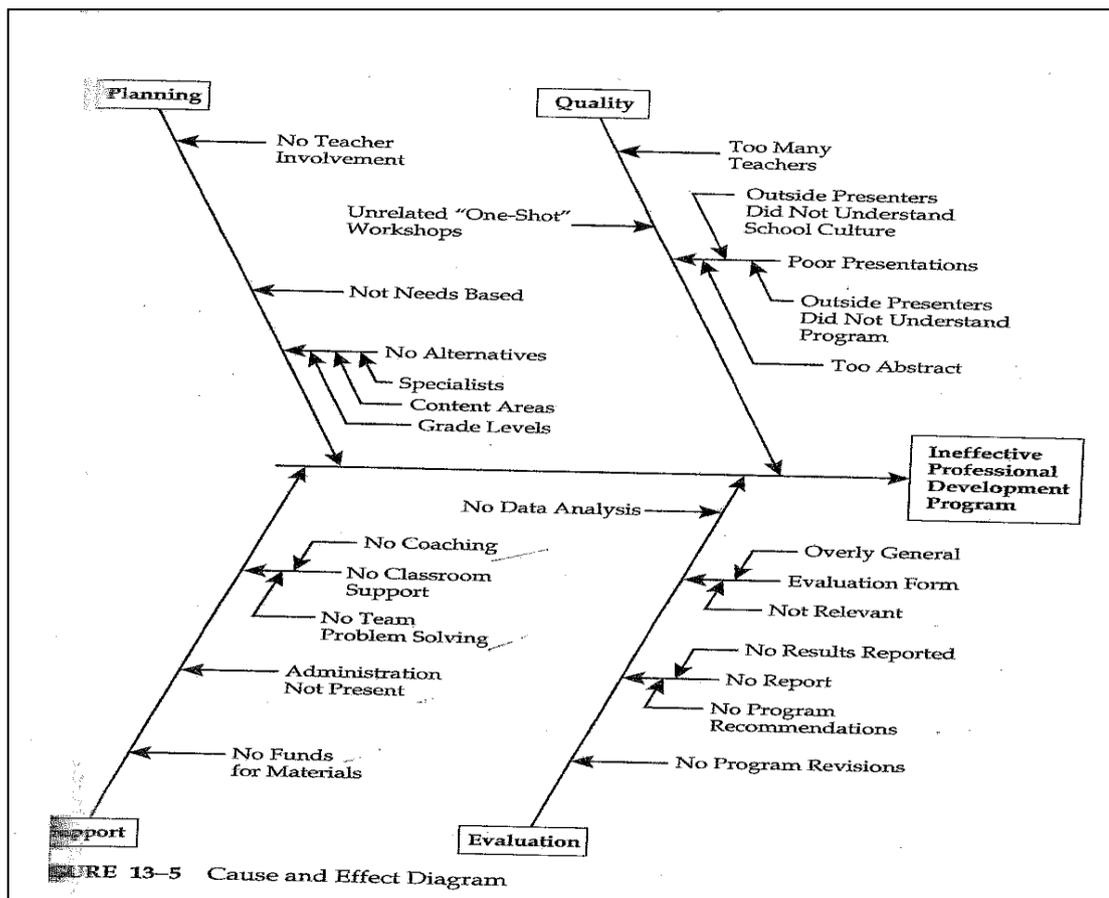 Planning
Quality
No Teacher
Involvement
Too Many
Teachers
Unrelated “One-Shot”
Workshops
Outside Presenters
Did Not Understand
School Culture
Poor Presentations
Not Needs Based
Outside Presenters
Did Not Understand
Program
No Alternatives
Too Abstract
Specialists
Content Areas
Grade Levels
Ineffective
Professional
Development
Program
No Data Analysis
No Coaching
No Classroom
Support
No Team
Problem Solving
Overly General
Evaluation Form
Not Relevant
Administration
Not Present
No Results Reported
No Report
No Program
Recommendations
No Funds
for Materials
No Program Revisions
Support
Evaluation
FIGURE 13–5 Cause and Effect Diagram